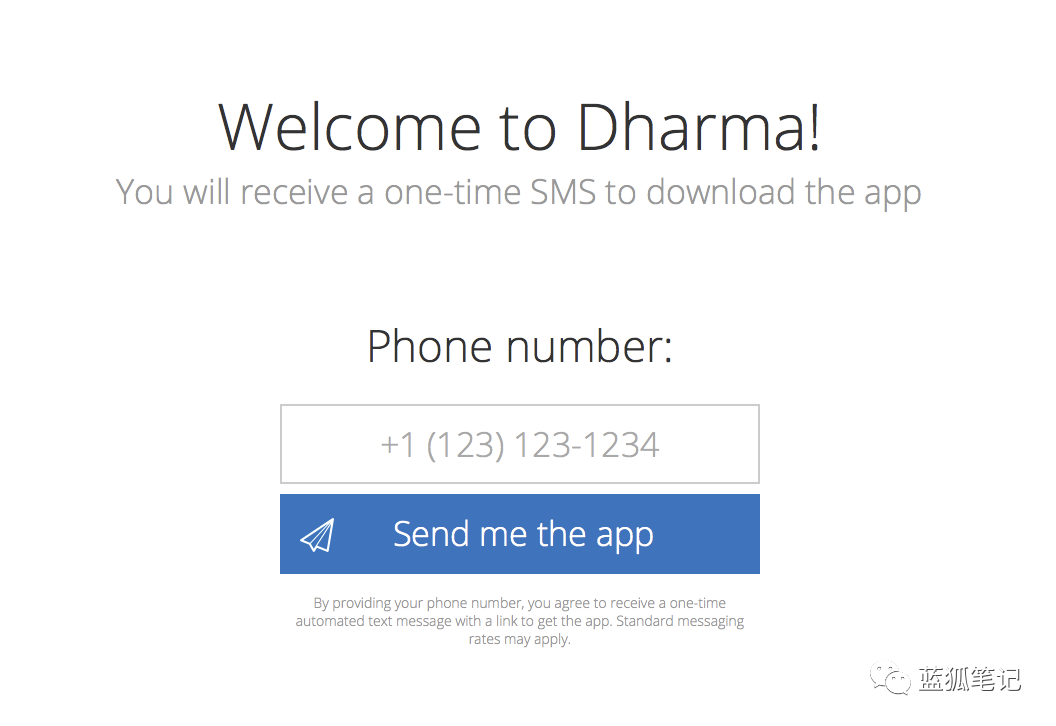 Welcome to Dharma!
You will receive a one-time SMS to download the app
Phone number:
+1 (123) 123-1234
Send me the app
By providing your phone number, you agree to receive a one-time
automated text message with a link to get the app. Standard messaging
rates may apply.
蓝狐笔记